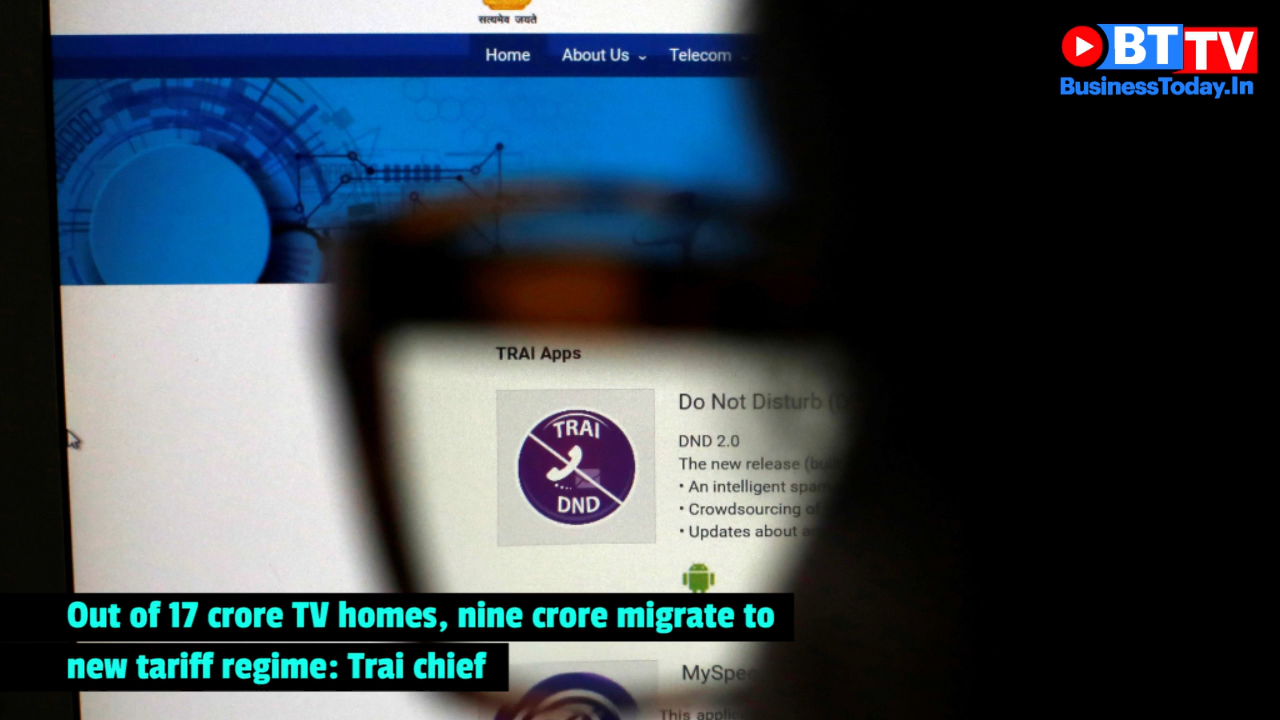 सत्यमेव जयते
Home About Us Telecom
BTTV
BusinessToday.In
TRAI Apps
TRAI
DND
Do Not Disturb
DND 2.0
The new release
• An intelligent
• Crowdsourcing
• Updates about
Out of 17 crore TV homes, nine crore migrate to
new tariff regime: Trai chief
This